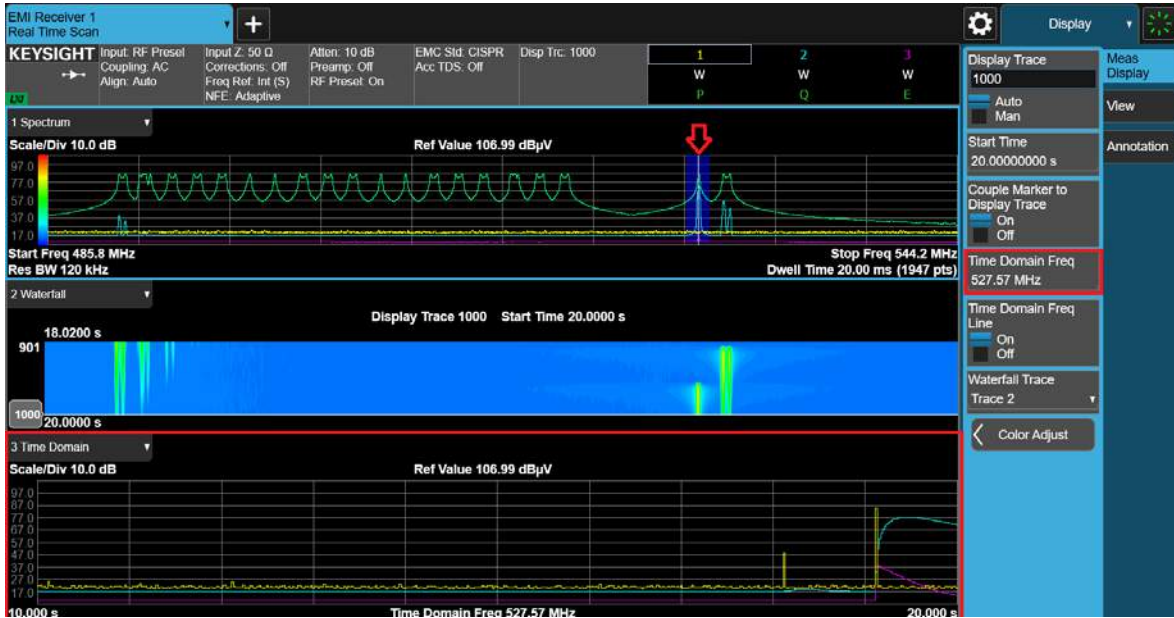 EMI Receiver 1
Real Time Scan
Display
KEYSIGHT
Input: RF Presel
Coupling: AC
Align: Auto
Input Z: 50 Ω
Corrections: Off
Freq Ref: Int (S)
NFE: Adaptive
Atten: 10 dB
Preamp: Off
RF Presel: On
EMC Std: CISPR
Acc TDS: Off
Disp Trc: 1000
1 2 3
W W W
P Q E
LXI
1 Spectrum
Scale/Div 10.0 dB
Ref Value 106.99 dBµV
97.0
77.0
57.0
37.0
17.0
Start Freq 485.8 MHz
Stop Freq 544.2 MHz
Res BW 120 kHz
Dwell Time 20.00 ms (1947 pts)
2 Waterfall
Display Trace 1000 Start Time 20.0000 s
18.0200 s
901
1000
20.0000 s
3 Time Domain
Scale/Div 10.0 dB
Ref Value 106.99 dBµV
97.0
87.0
77.0
67.0
57.0
47.0
37.0
27.0
17.0
10.000 s
Time Domain Freq 527.57 MHz
20.000 s
Display Trace
1000
Auto
Man
Start Time
20.00000000 s
Couple Marker to
Display Trace
On
Off
Time Domain Freq
527.57 MHz
Time Domain Freq
Line
On
Off
Waterfall Trace
Trace 2
Color Adjust
Meas
Display
View
Annotation